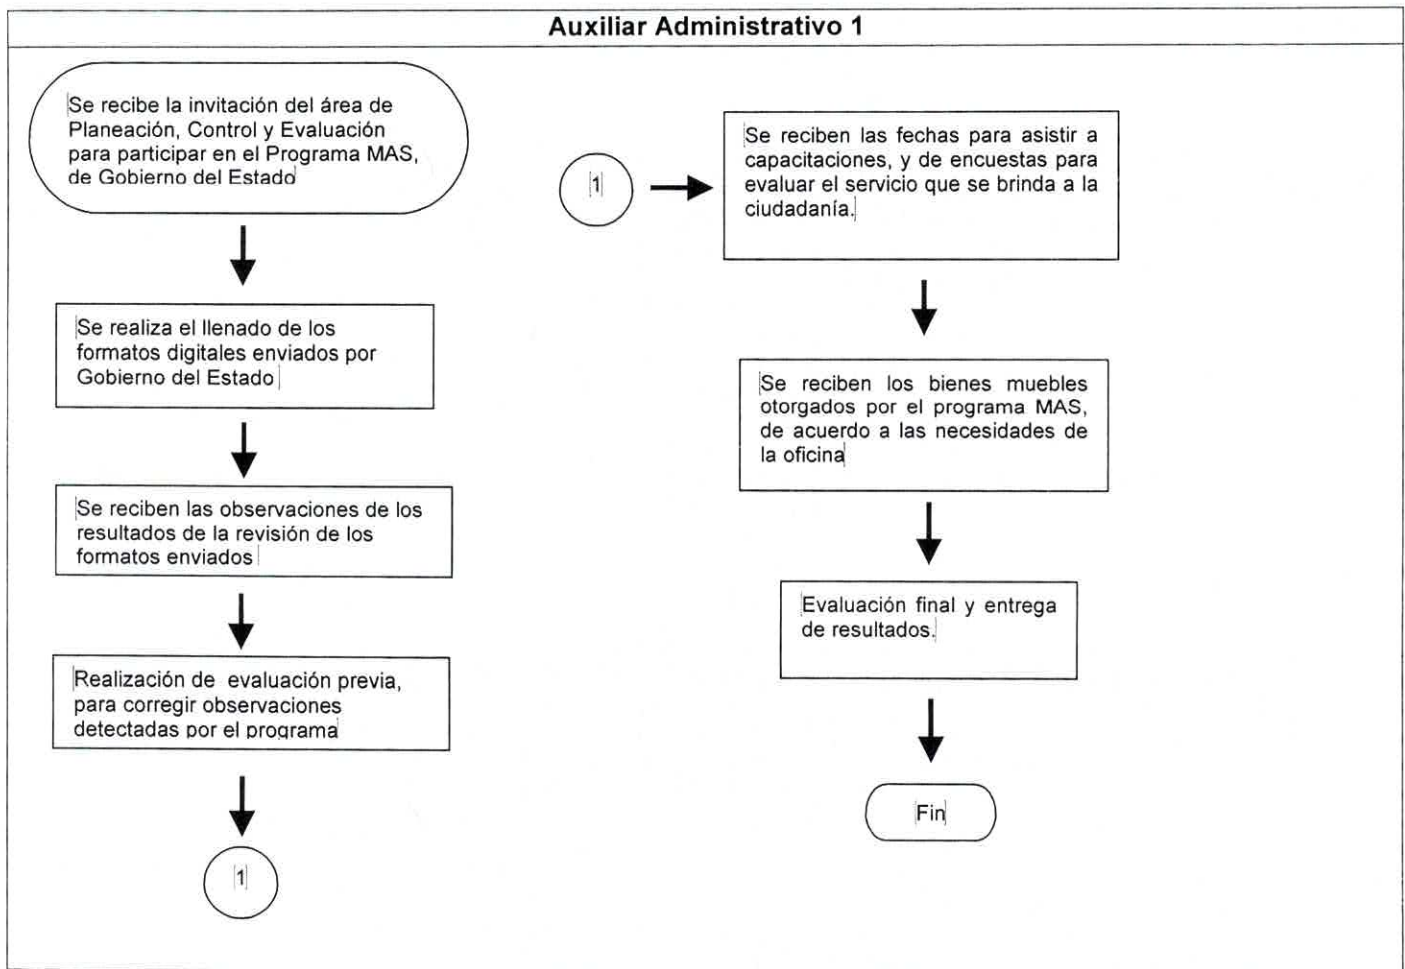 Auxiliar Administrativo 1
Se recibe la invitación del área de
Planeación, Control y Evaluación
para participar en el Programa MAS,
de Gobierno del Estado
Se realiza el llenado de los
formatos digitales enviados por
Gobierno del Estado
Se reciben las observaciones de los
resultados de la revisión de los
formatos enviados
Realización de evaluación previa,
para corregir observaciones
detectadas por el programa
1
1
Se reciben las fechas para asistir a
capacitaciones, y de encuestas para
evaluar el servicio que se brinda a la
ciudadanía.
Se reciben los bienes muebles
otorgados por el programa MAS,
de acuerdo a las necesidades de
la oficina
Evaluación final y entrega
de resultados.
Fin